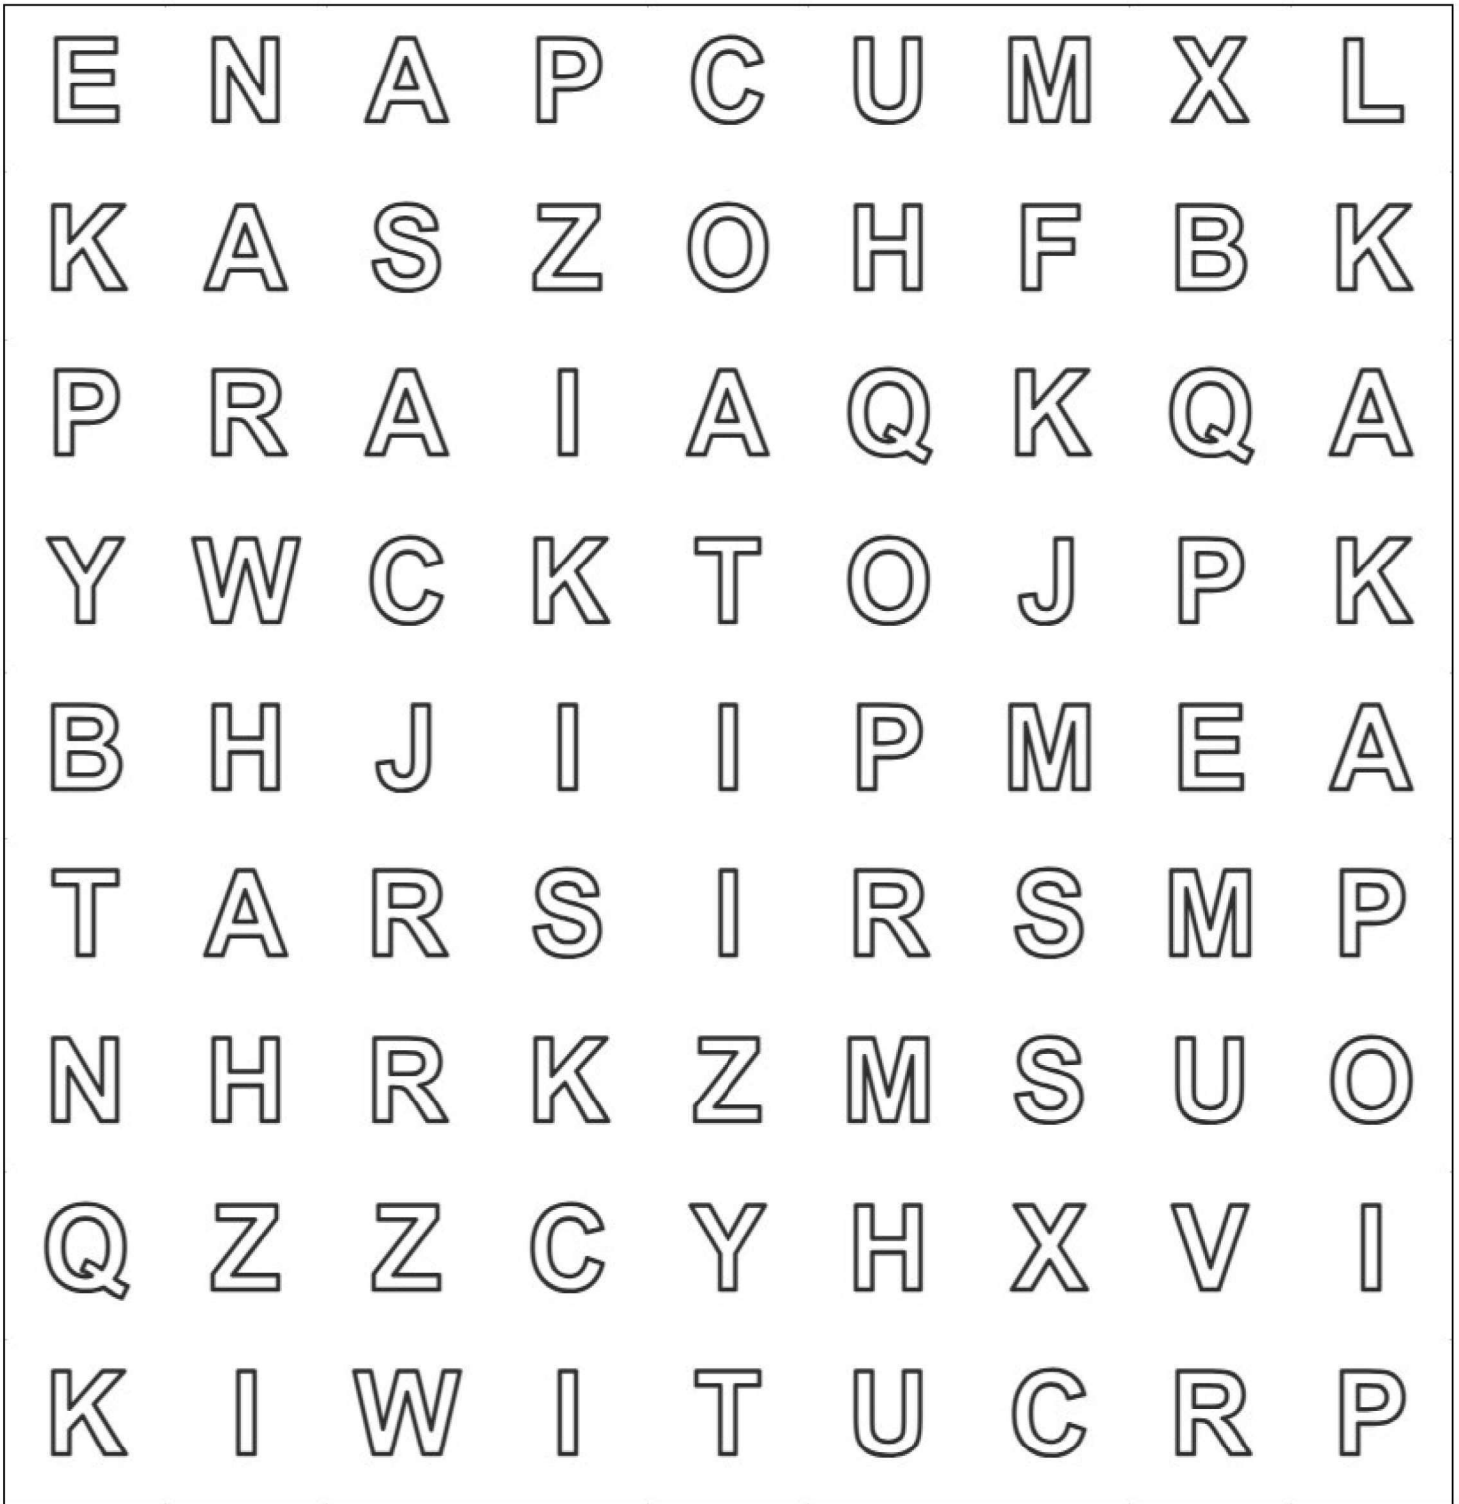 E N A P C U M X L
K A S Z O H F B K
P R A I A Q K Q A
Y W C K T O J P K
B H J I I P M E A
T A R S I R S M P
N H R K Z M S U O
Q Z Z C Y H X V I
K I W I T U C R P